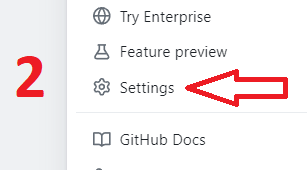 Try Enterprise
Feature preview
2
Settings
GitHub Docs